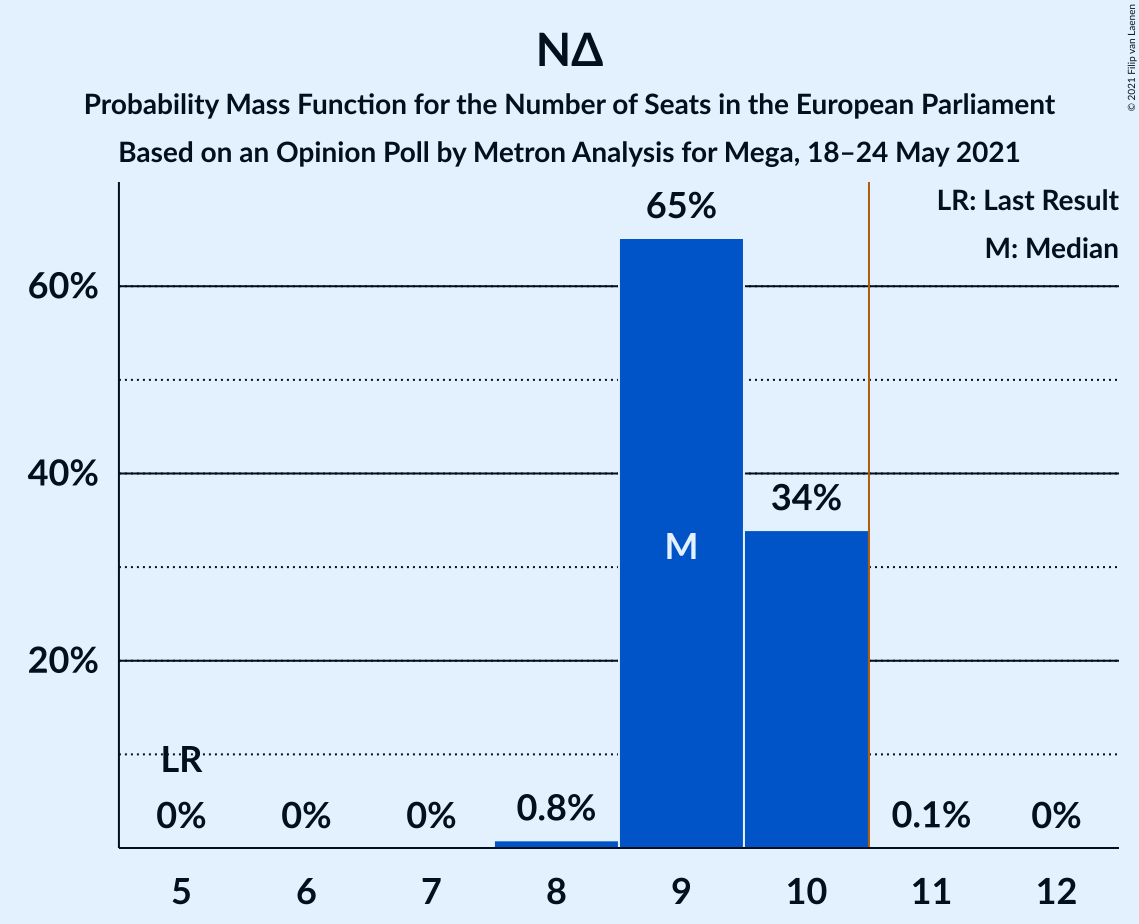 © 2021 Filip van Laenen
ΝΔ
Probability Mass Function for the Number of Seats in the European Parliament
Based on an Opinion Poll by Metron Analysis for Mega, 18–24 May 2021
LR: Last Result
M: Median
65%
60%
40%
34%
M
20%
LR
0% 0% 0% 0.8% 0.1% 0%
5 6 7 8 9 10 11 12